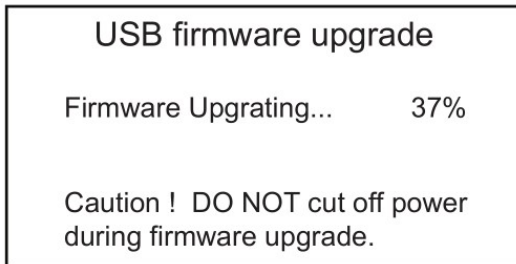 USB firmware upgrade
Firmware Upgrating... 37%
Caution ! DO NOT cut off power
during firmware upgrade.